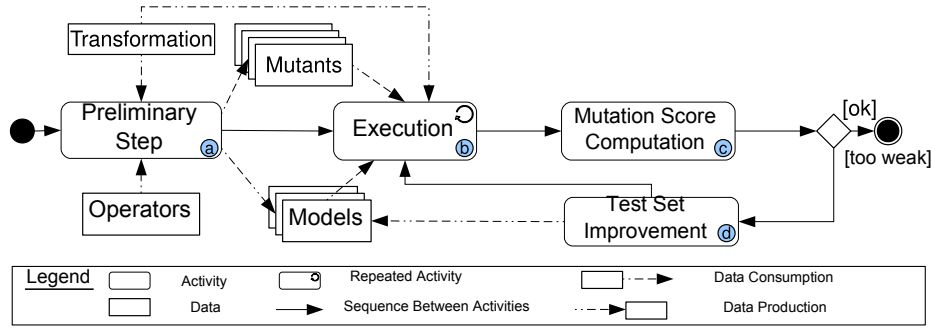 Transformation
Mutants
Preliminary
Step
a
Execution
b
Mutation Score
Computation
c
[ok]
[too weak]
Operators
Models
Test Set
Improvement
d
Legend
Activity
Repeated Activity
Data Consumption
Data
Sequence Between Activities
Data Production